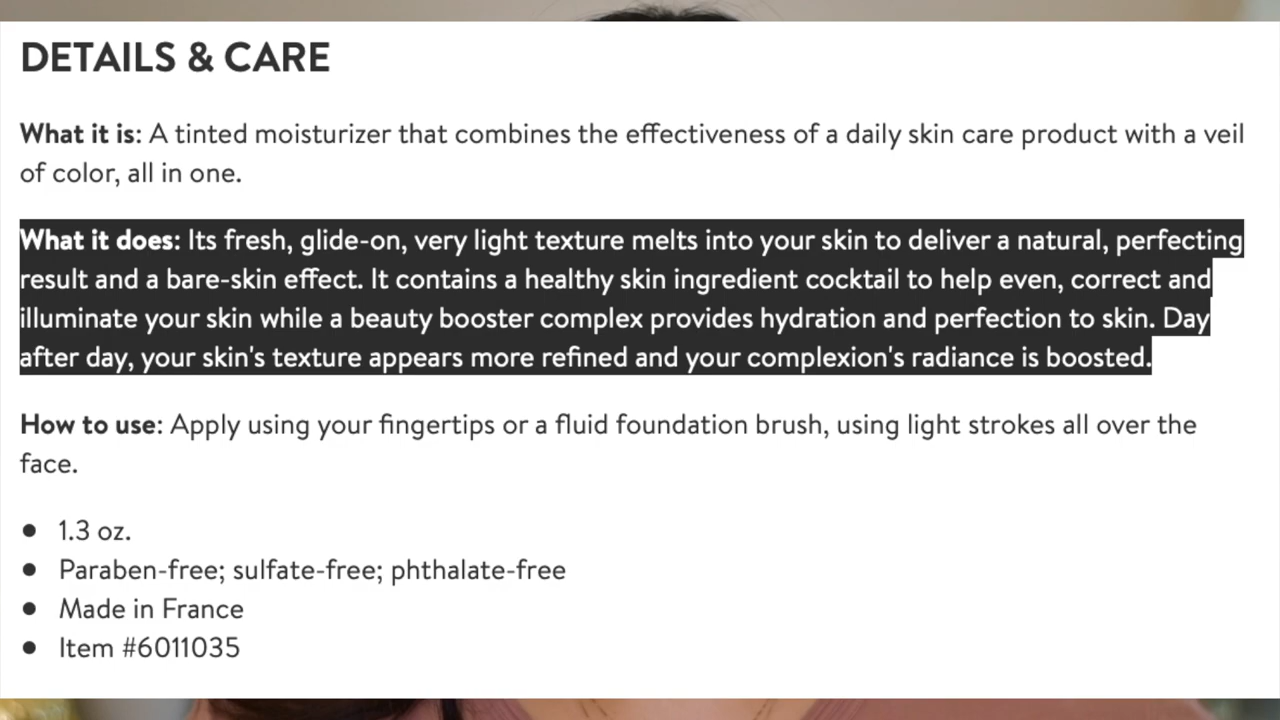 DETAILS & CARE
What it is: A tinted moisturizer that combines the effectiveness of a daily skin care product with a veil
of color, all in one.
What it does: Its fresh, glide-on, very light texture melts into your skin to deliver a natural, perfecting
result and a bare-skin effect. It contains a healthy skin ingredient cocktail to help even, correct and
illuminate your skin while a beauty booster complex provides hydration and perfection to skin. Day
after day, your skin's texture appears more refined and your complexion's radiance is boosted.
How to use: Apply using your fingertips or a fluid foundation brush, using light strokes all over the
face.
● 1.3 oz.
● Paraben-free; sulfate-free; phthalate-free
● Made in France
● Item #6011035